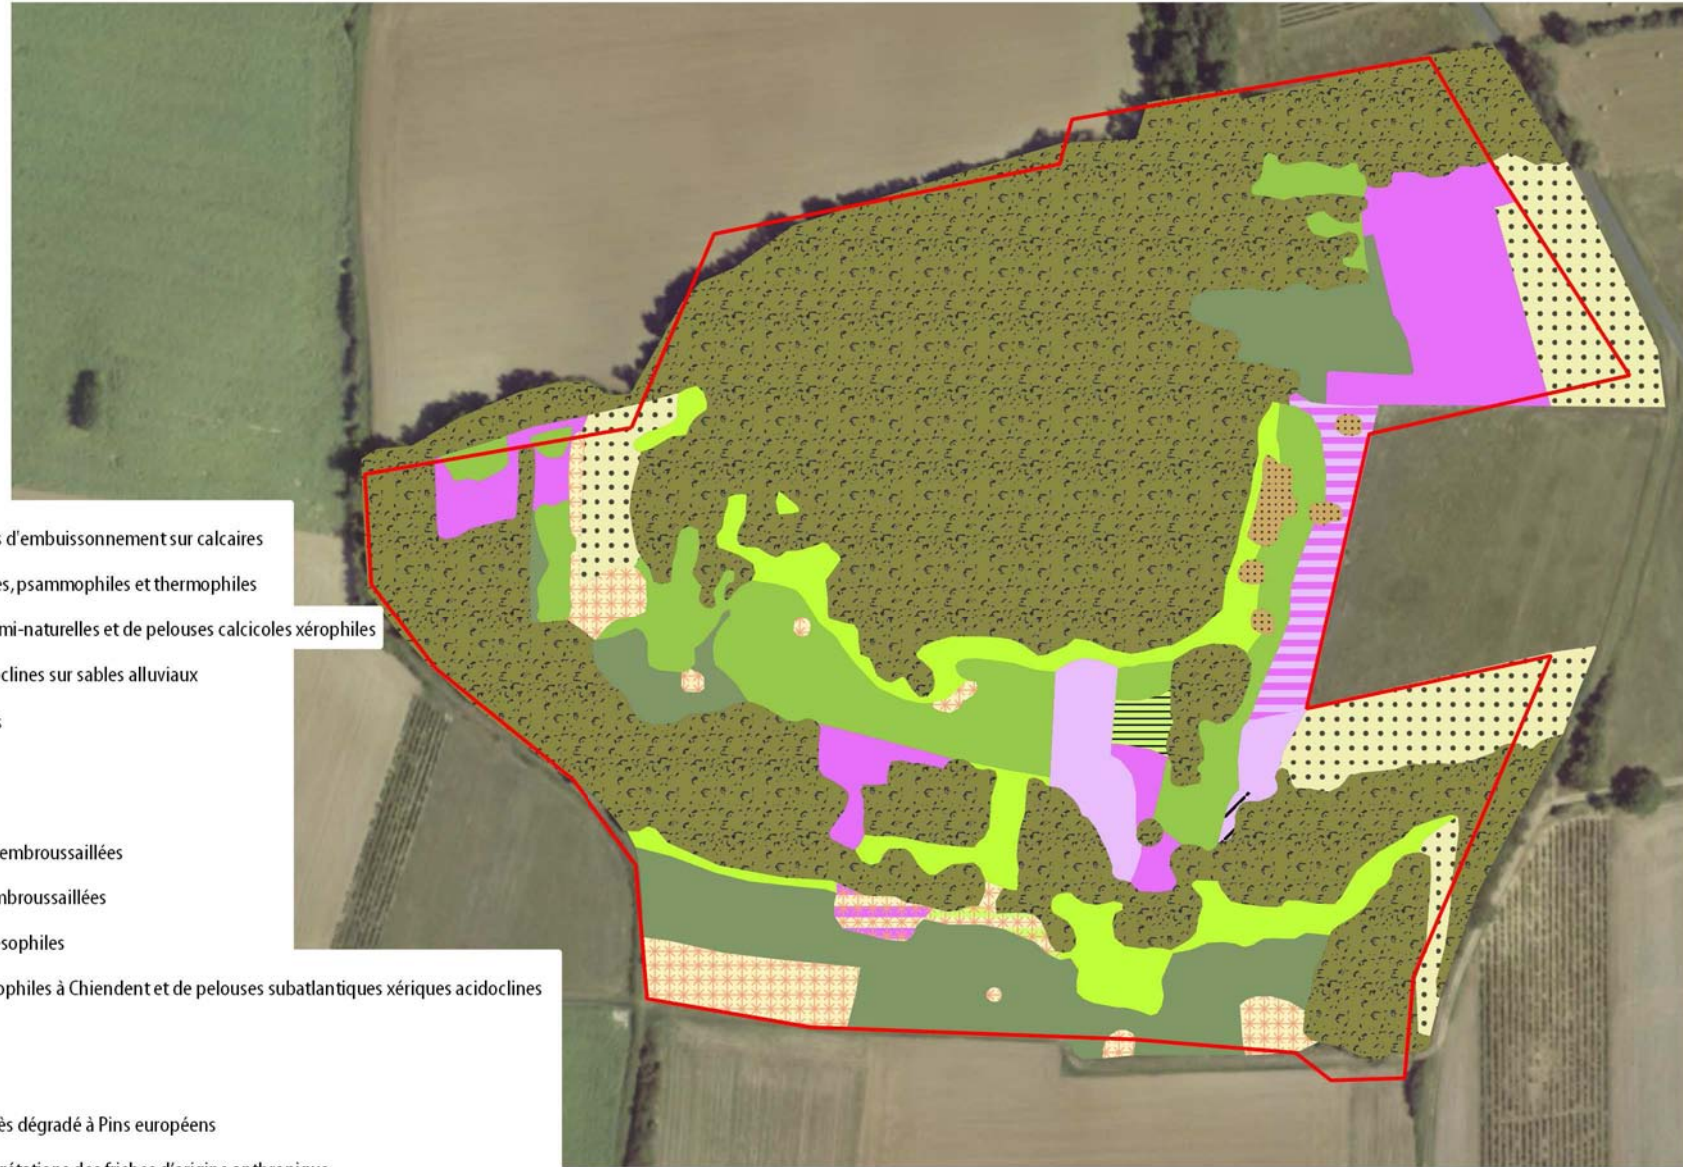 d'embuissonnement sur calcaires
es, psammophiles et thermophiles
mi-naturelles et de pelouses calcicoles xérophiles
clines sur sables alluviaux
s
embroussaillées
mbroussaillées
sophiles
ophiles à Chiendent et de pelouses subatlantiques xériques acidoclines
ès dégradé à Pins européens